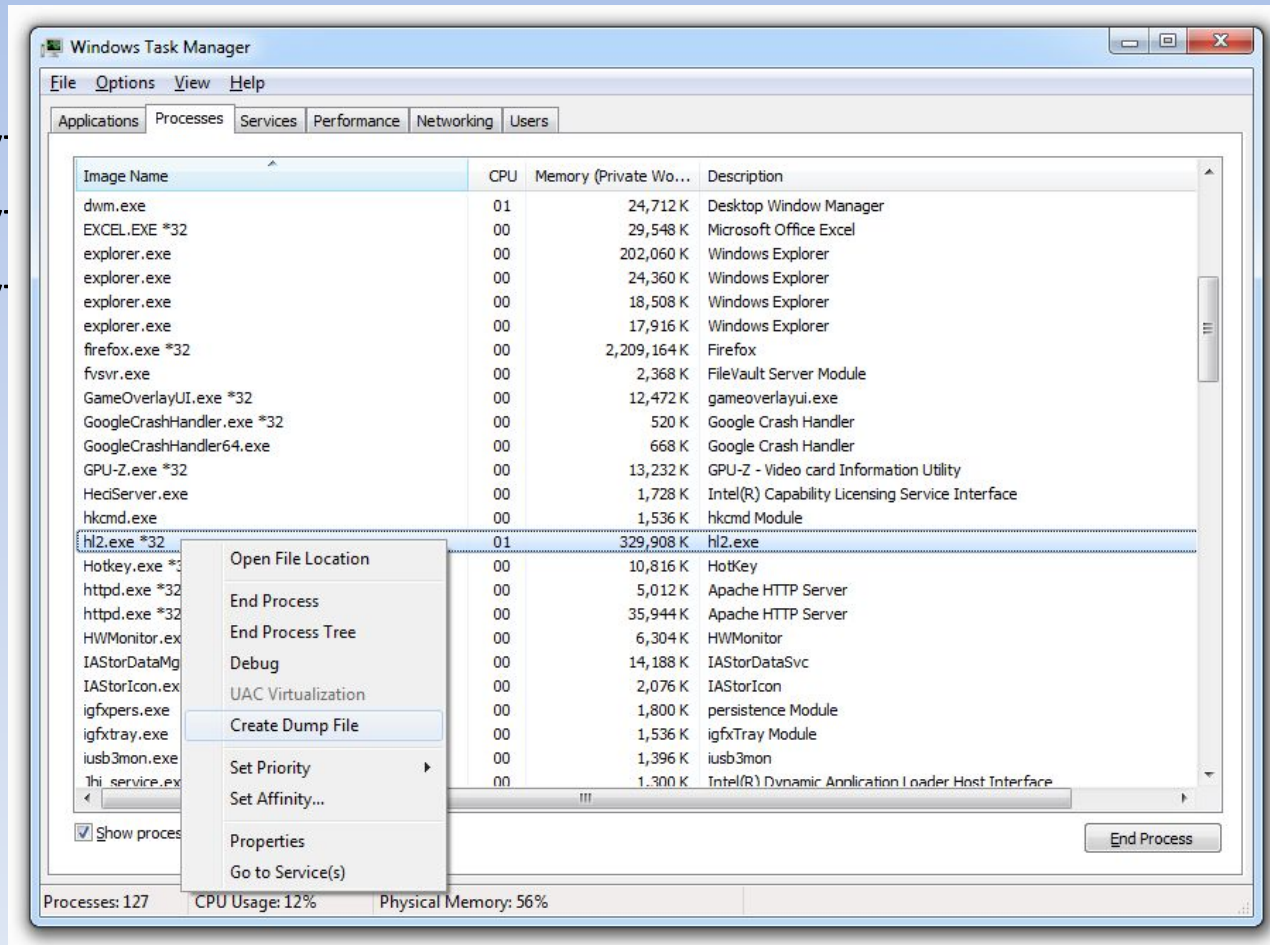 Windows Task Manager
File Options View Help
Applications Processes Services Performance Networking Users
Image Name CPU Memory (Private Wo... Description
dwm.exe 01 24,712 K Desktop Window Manager
EXCEL.EXE *32 00 29,548 K Microsoft Office Excel
explorer.exe 00 202,060 K Windows Explorer
explorer.exe 00 24,360 K Windows Explorer
explorer.exe 00 18,508 K Windows Explorer
explorer.exe 00 17,916 K Windows Explorer
firefox.exe *32 00 2,209,164 K Firefox
fvsvr.exe 00 2,368 K FileVault Server Module
GameOverlayUI.exe *32 00 12,472 K gameoverlayui.exe
GoogleCrashHandler.exe *32 00 520 K Google Crash Handler
GoogleCrashHandler64.exe 00 668 K Google Crash Handler
GPU-Z.exe *32 00 13,232 K GPU-Z - Video card Information Utility
HeciServer.exe 00 1,728 K Intel(R) Capability Licensing Service Interface
hkcmd.exe 00 1,536 K hkcmd Module
hl2.exe *32 01 329,908 K hl2.exe
Hotkey.exe *3 00 10,816 K HotKey
httpd.exe *32 00 5,012 K Apache HTTP Server
httpd.exe *32 00 35,944 K Apache HTTP Server
HWMonitor.ex 00 6,304 K HWMonitor
IAStorDataMg 00 14,188 K IAStorDataSvc
IAStorIcon.ex 00 2,076 K IAStorIcon
igfxpers.exe 00 1,800 K persistence Module
igfxtray.exe 00 1,536 K igfxTray Module
iusb3mon.exe 00 1,396 K iusb3mon
Jhi_service.ex 00 1,300 K Intel(R) Dynamic Application Loader Host Interface
Open File Location
End Process
End Process Tree
Debug
UAC Virtualization
Create Dump File
Set Priority
Set Affinity...
Properties
Go to Service(s)
Show proces
End Process
Processes: 127 CPU Usage: 12% Physical Memory: 56%